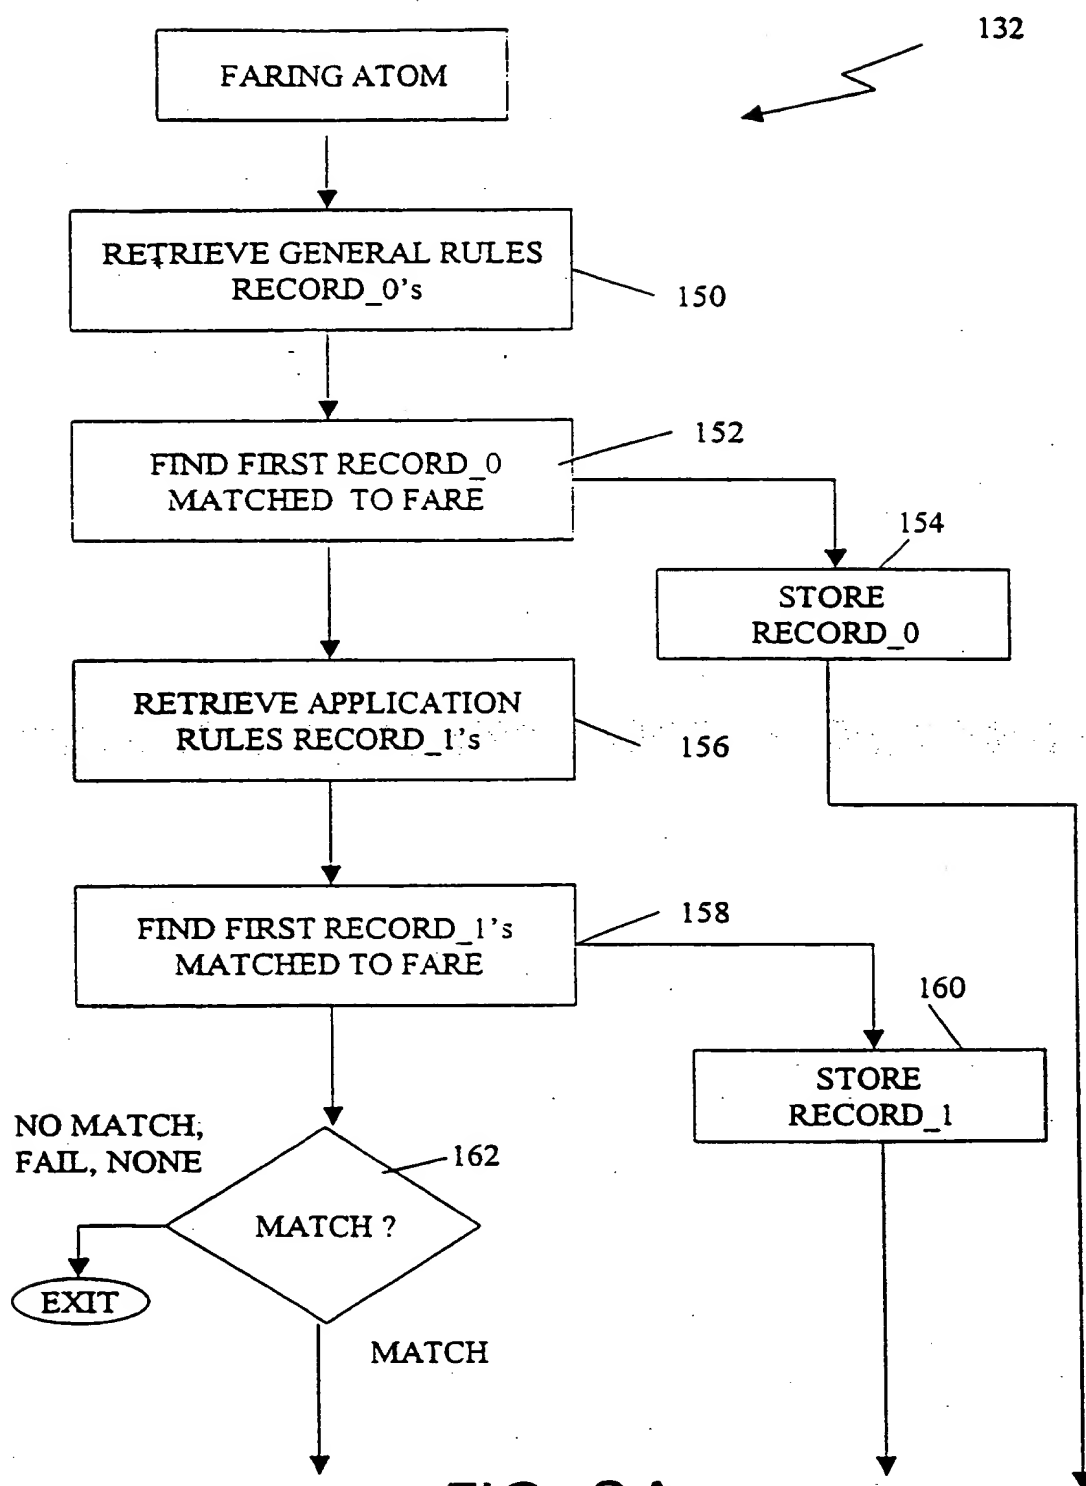 132
FARING ATOM
RETRIEVE GENERAL RULES
RECORD_0's
150
FIND FIRST RECORD_0
MATCHED TO FARE
152
154
STORE
RECORD_0
RETRIEVE APPLICATION
RULES RECORD_1's
156
FIND FIRST RECORD_1's
MATCHED TO FARE
158
160
STORE
RECORD_1
NO MATCH,
FAIL, NONE
162
MATCH ?
EXIT
MATCH